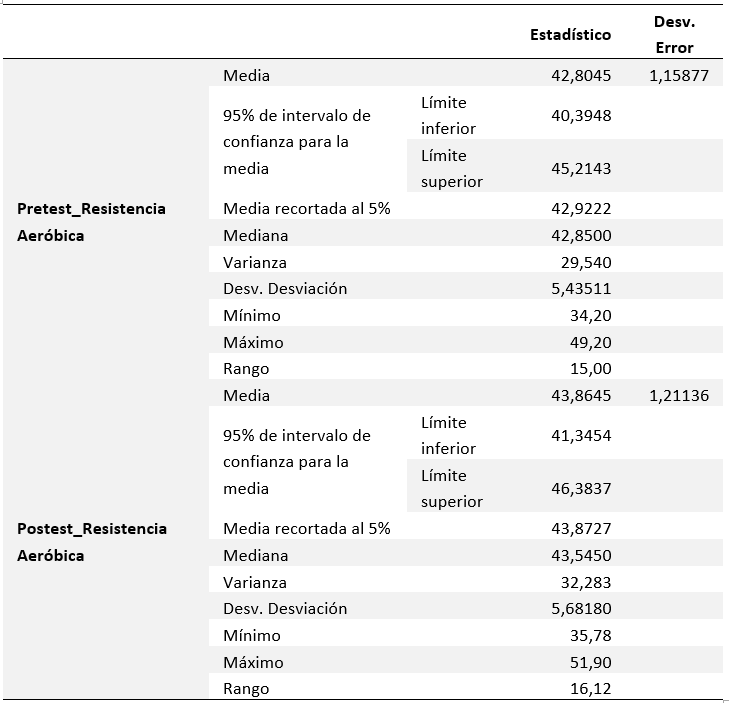 Estadístico Desv. Error
Pretest_Resistencia Aeróbica
Media 42,8045 1,15877
95% de intervalo de confianza para la media
Límite inferior 40,3948
Límite superior 45,2143
Media recortada al 5% 42,9222
Mediana 42,8500
Varianza 29,540
Desv. Desviación 5,43511
Mínimo 34,20
Máximo 49,20
Rango 15,00
Postest_Resistencia Aeróbica
Media 43,8645 1,21136
95% de intervalo de confianza para la media
Límite inferior 41,3454
Límite superior 46,3837
Media recortada al 5% 43,8727
Mediana 43,5450
Varianza 32,283
Desv. Desviación 5,68180
Mínimo 35,78
Máximo 51,90
Rango 16,12